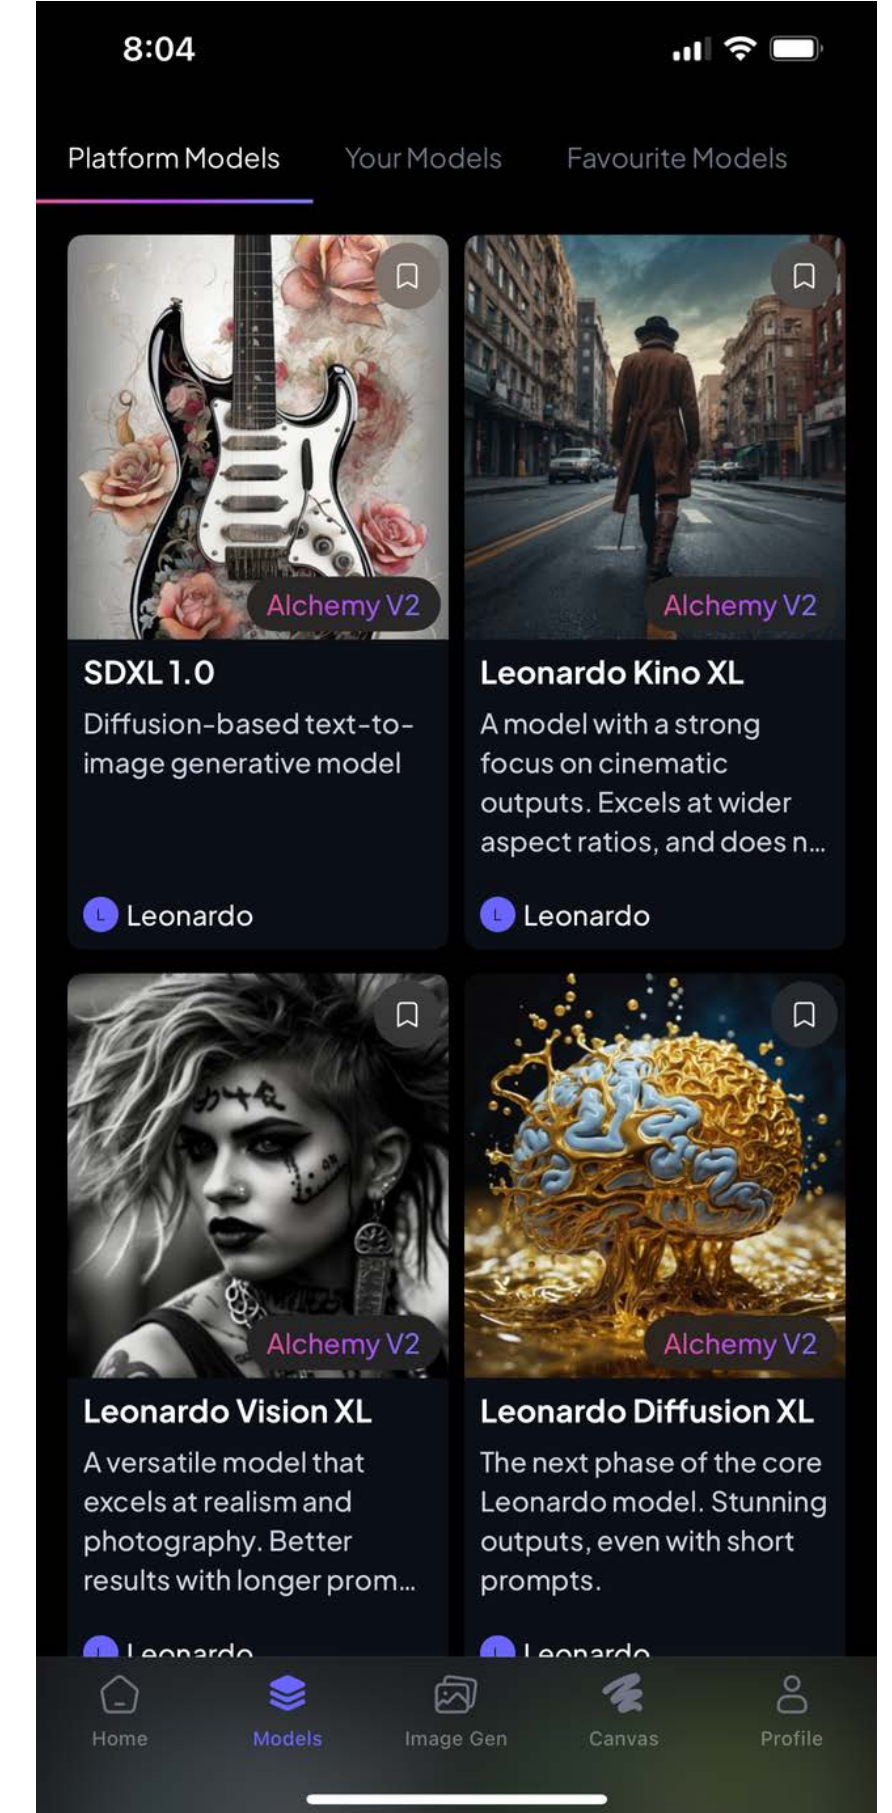 8:04
Platform Models
Your Models
Favourite Models
Alchemy V2
SDXL 1.0
Diffusion-based text-to-
image generative model
L Leonardo
Alchemy V2
Leonardo Kino XL
A model with a strong
focus on cinematic
outputs. Excels at wider
aspect ratios, and does n...
L Leonardo
Alchemy V2
Leonardo Vision XL
A versatile model that
excels at realism and
photography. Better
results with longer prom...
L Leonardo
Alchemy V2
Leonardo Diffusion XL
The next phase of the core
Leonardo model. Stunning
outputs, even with short
prompts.
L Leonardo
Home
Models
Image Gen
Canvas
Profile